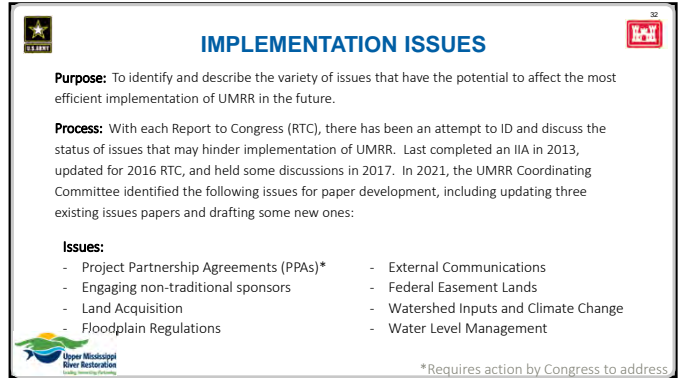 32
U.S. ARMY
IMPLEMENTATION ISSUES
Purpose: To identify and describe the variety of issues that have the potential to affect the most
efficient implementation of UMRR in the future.
Process: With each Report to Congress (RTC), there has been an attempt to ID and discuss the
status of issues that may hinder implementation of UMRR. Last completed an IIA in 2013,
updated for 2016 RTC, and held some discussions in 2017. In 2021, the UMRR Coordinating
Committee identified the following issues for paper development, including updating three
existing issues papers and drafting some new ones:
Issues:
- Project Partnership Agreements (PPAs)*
- Engaging non-traditional sponsors
- Land Acquisition
- Floodplain Regulations
- External Communications
- Federal Easement Lands
- Watershed Inputs and Climate Change
- Water Level Management
Upper Mississippi
River Restoration
Leading, Innovating, Partnering
*Requires action by Congress to address